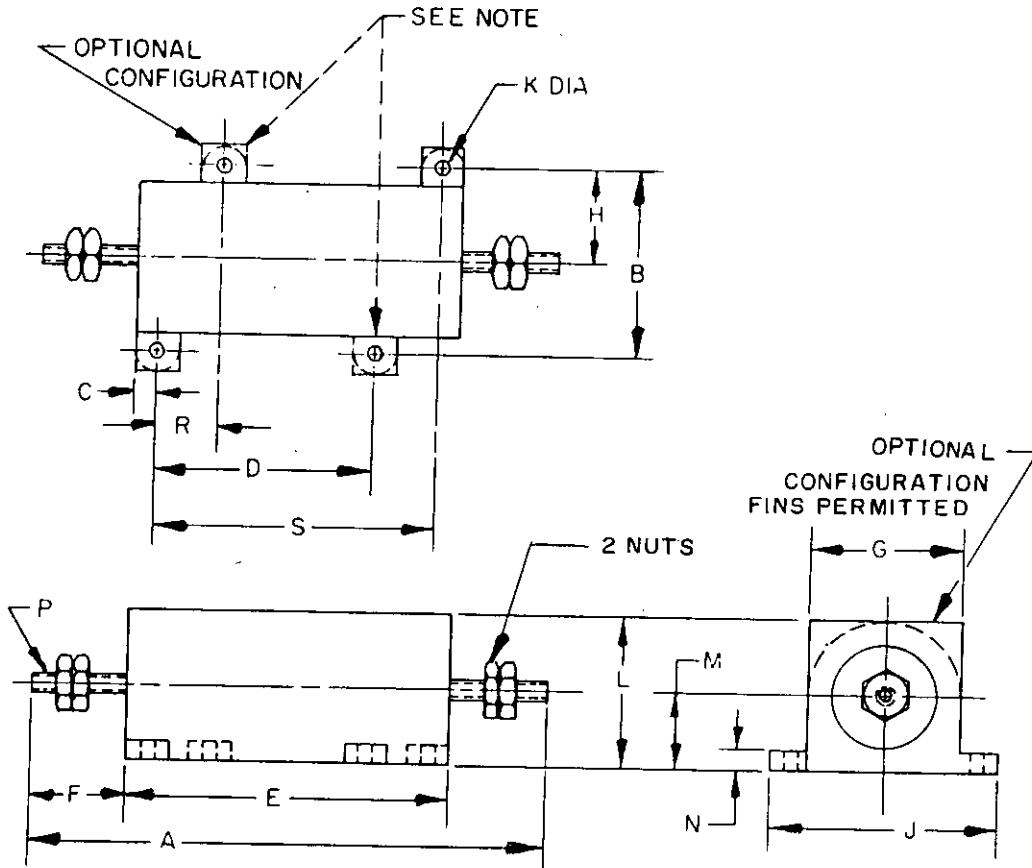 SEE NOTE
OPTIONAL
CONFIGURATION
K DIA
H
B
C
R
D
S
OPTIONAL
CONFIGURATION
FINS PERMITTED
G
2 NUTS
P
L
M
F
E
N
J
A